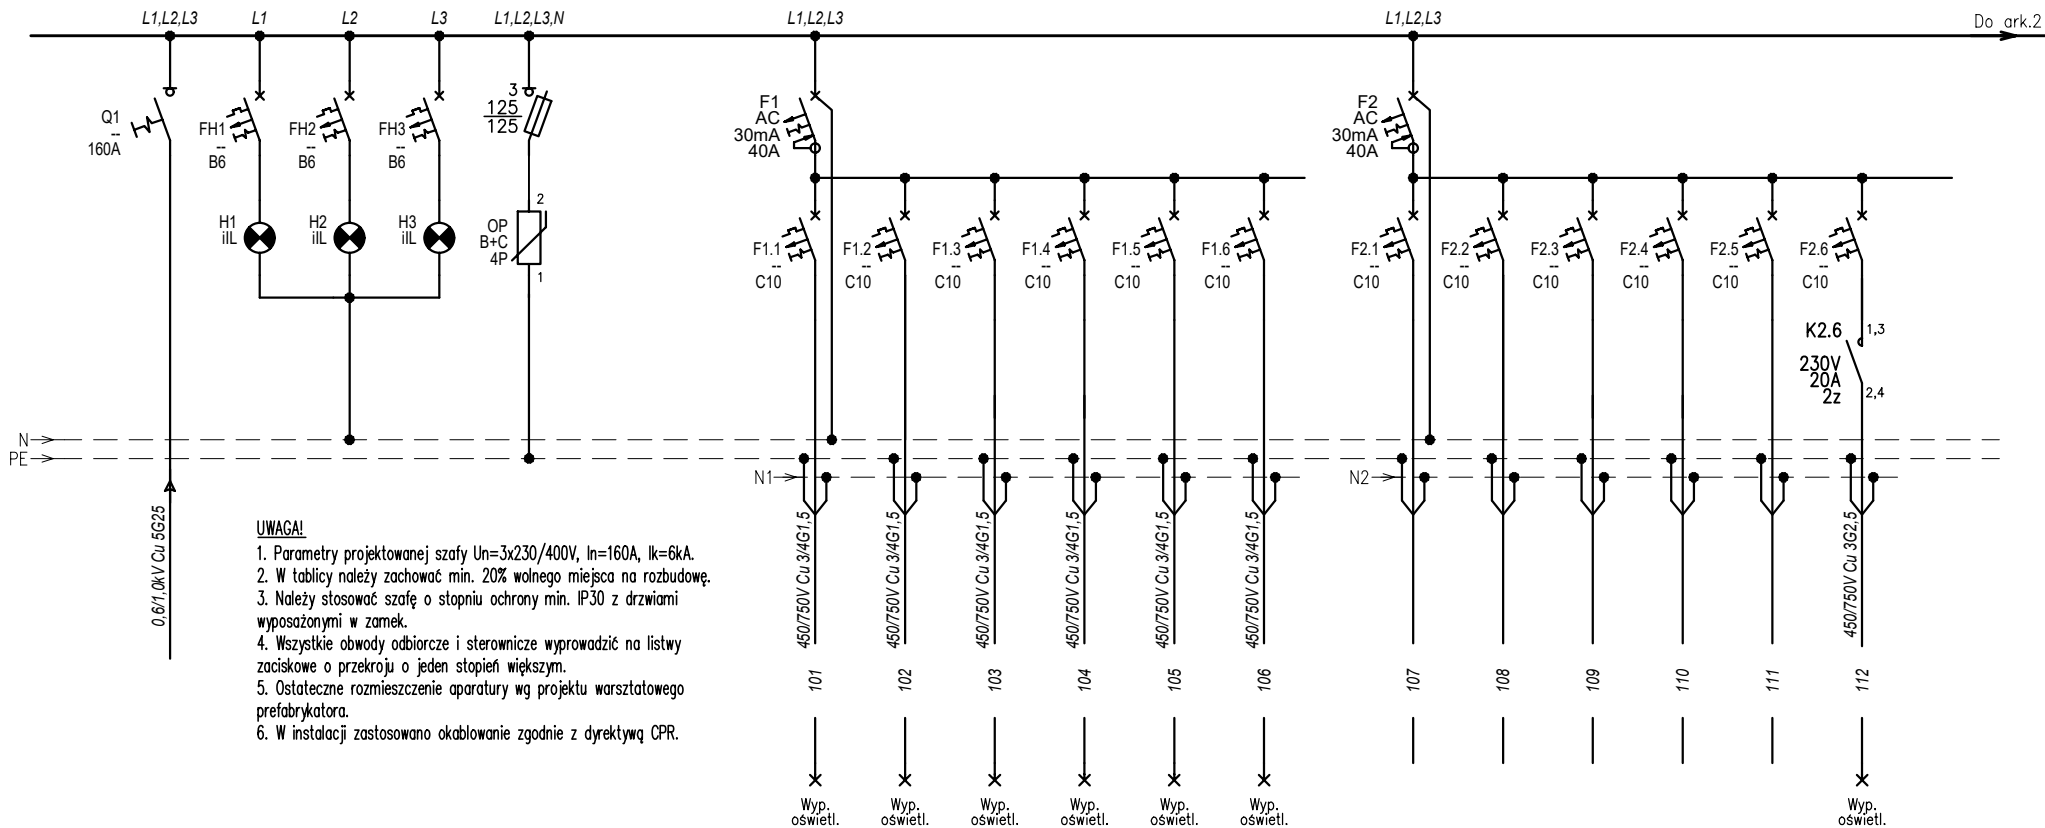 L1,L2,L3
L1
L2
L3
L1,L2,L3,N
L1,L2,L3
L1,L2,L3
Do ark.2
Q1
--
160A
FH1
--
B6
FH2
--
B6
FH3
--
B6
3
125
125
F1
AC
30mA
40A
F2
AC
30mA
40A
H1
iIL
H2
iIL
H3
iIL
2
OP
B+C
4P
1
F1.1
--
C10
F1.2
--
C10
F1.3
--
C10
F1.4
--
C10
F1.5
--
C10
F1.6
--
C10
F2.1
--
C10
F2.2
--
C10
F2.3
--
C10
F2.4
--
C10
F2.5
--
C10
F2.6
--
C10
K2.6
1,3
230V
20A
2z
2,4
N
PE
N1
N2
0,6/1,0kV Cu 5G25
UWAGA!
1. Parametry projektowanej szafy Un=3x230/400V, In=160A, Ik=6kA.
2. W tablicy należy zachować min. 20% wolnego miejsca na rozbudowę.
3. Należy stosować szafę o stopniu ochrony min. IP30 z drzwiami
wyposażonymi w zamek.
4. Wszystkie obwody odbiorcze i sterownicze wyprowadzić na listwy
zaciskowe o przekroju o jeden stopień większym.
5. Ostateczne rozmieszczenie aparatury wg projektu warsztatowego
prefabrykatora.
6. W instalacji zastosowano okablowanie zgodnie z dyrektywą CPR.
450/750V Cu 3/4G1,5
450/750V Cu 3/4G1,5
450/750V Cu 3/4G1,5
450/750V Cu 3/4G1,5
450/750V Cu 3/4G1,5
450/750V Cu 3/4G1,5
450/750V Cu 3G2,5
101
102
103
104
105
106
107
108
109
110
111
112
Wyp.
oświetl.
Wyp.
oświetl.
Wyp.
oświetl.
Wyp.
oświetl.
Wyp.
oświetl.
Wyp.
oświetl.
Wyp.
oświetl.